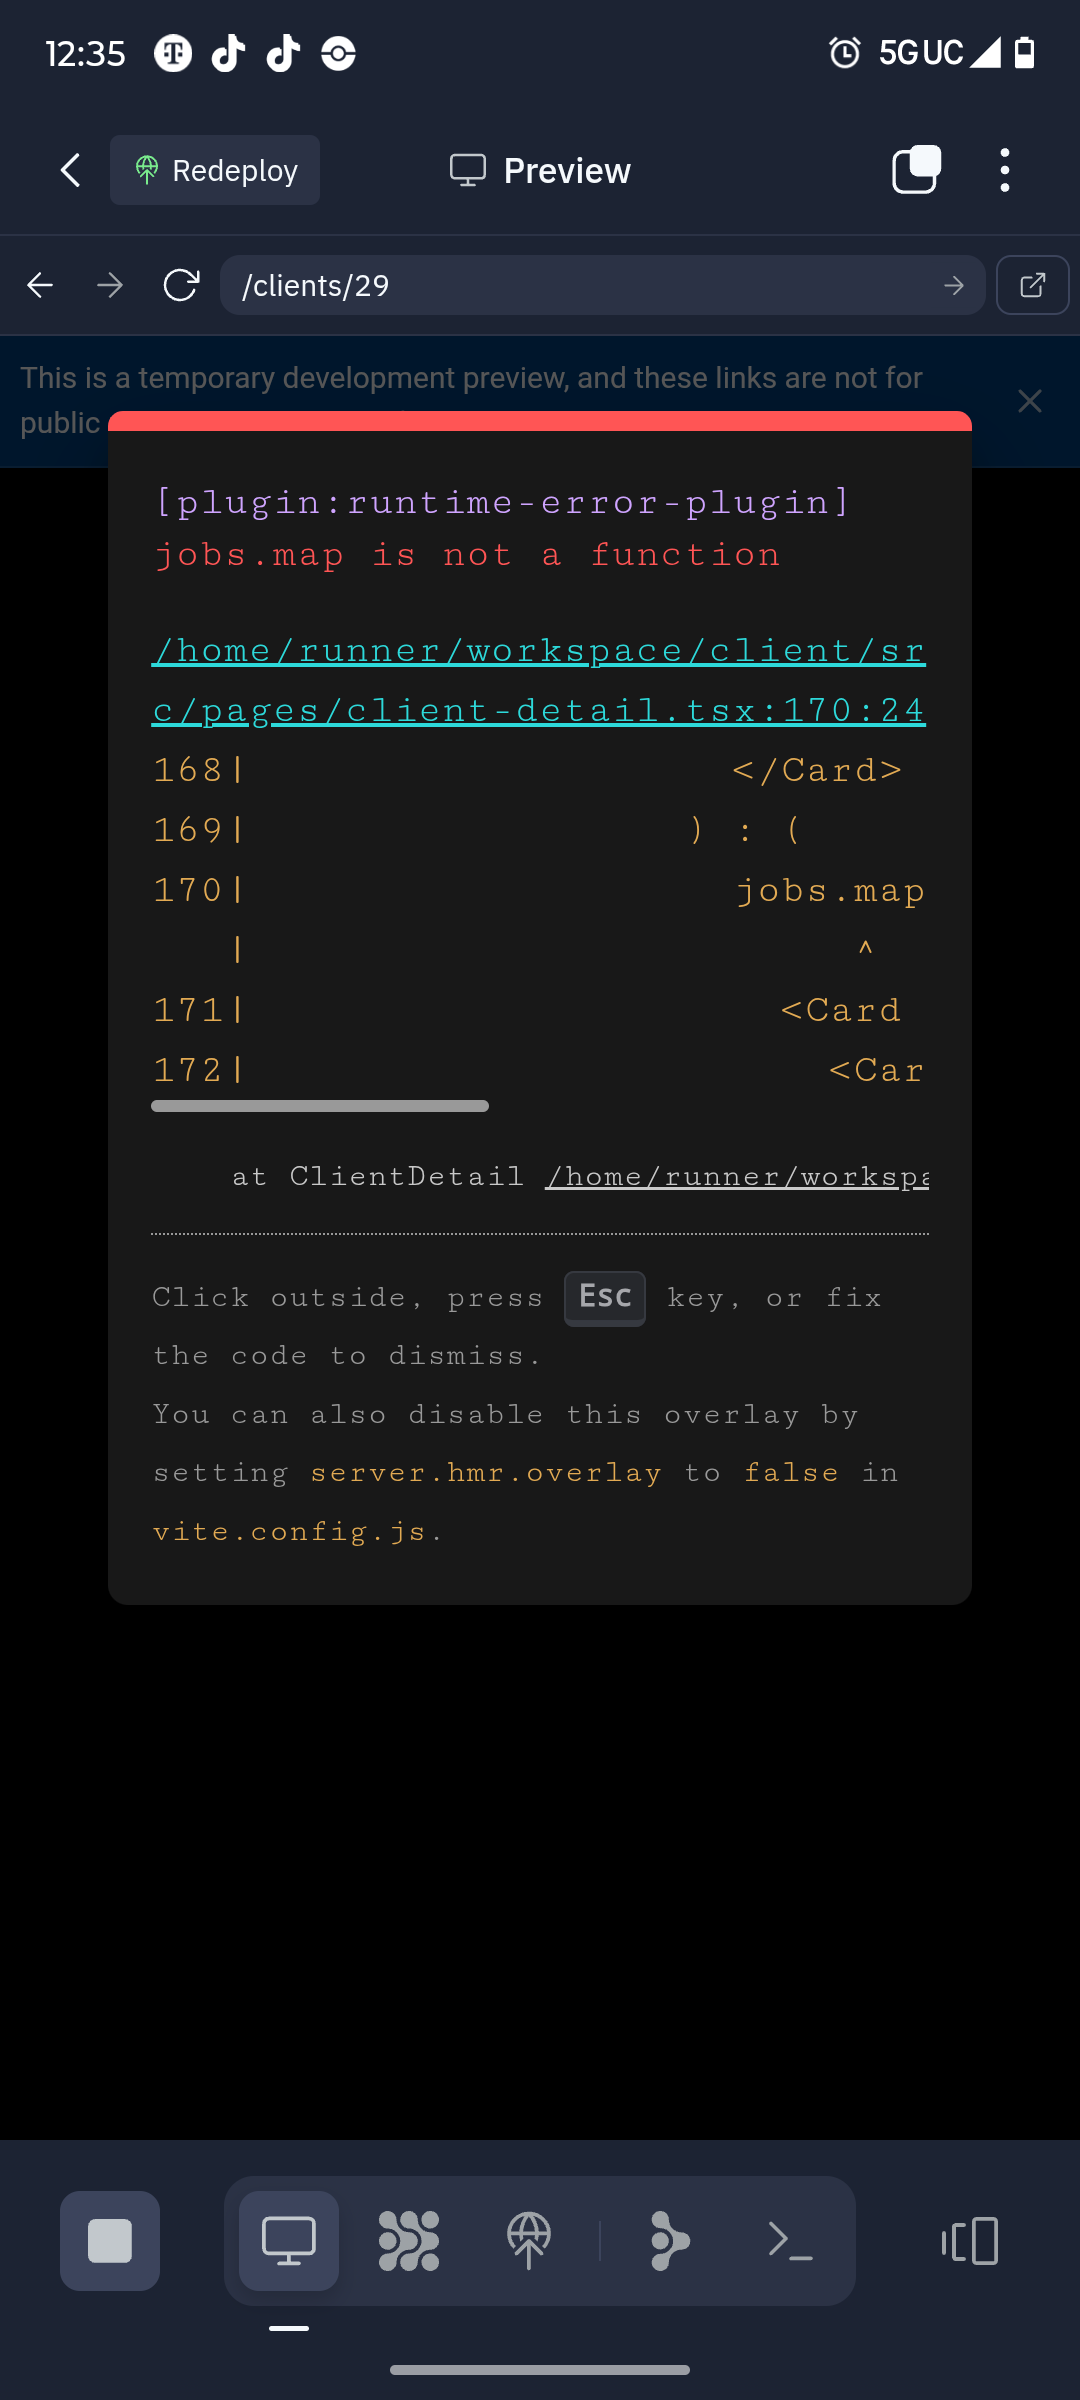 12:35
5G UC
Redeploy
Preview
/clients/29
This is a temporary development preview, and these links are not for
public
[plugin:runtime-error-plugin]
jobs.map is not a function
/home/runner/workspace/client/sr
c/pages/client-detail.tsx:170:24
168|                    </Card>
169|                  ) : (
170|                    jobs.map
   |                         ^
171|                      <Card
172|                        <Car
at ClientDetail /home/runner/workspa
Click outside, press Esc key, or fix
the code to dismiss.
You can also disable this overlay by
setting server.hmr.overlay to false in
vite.config.js.